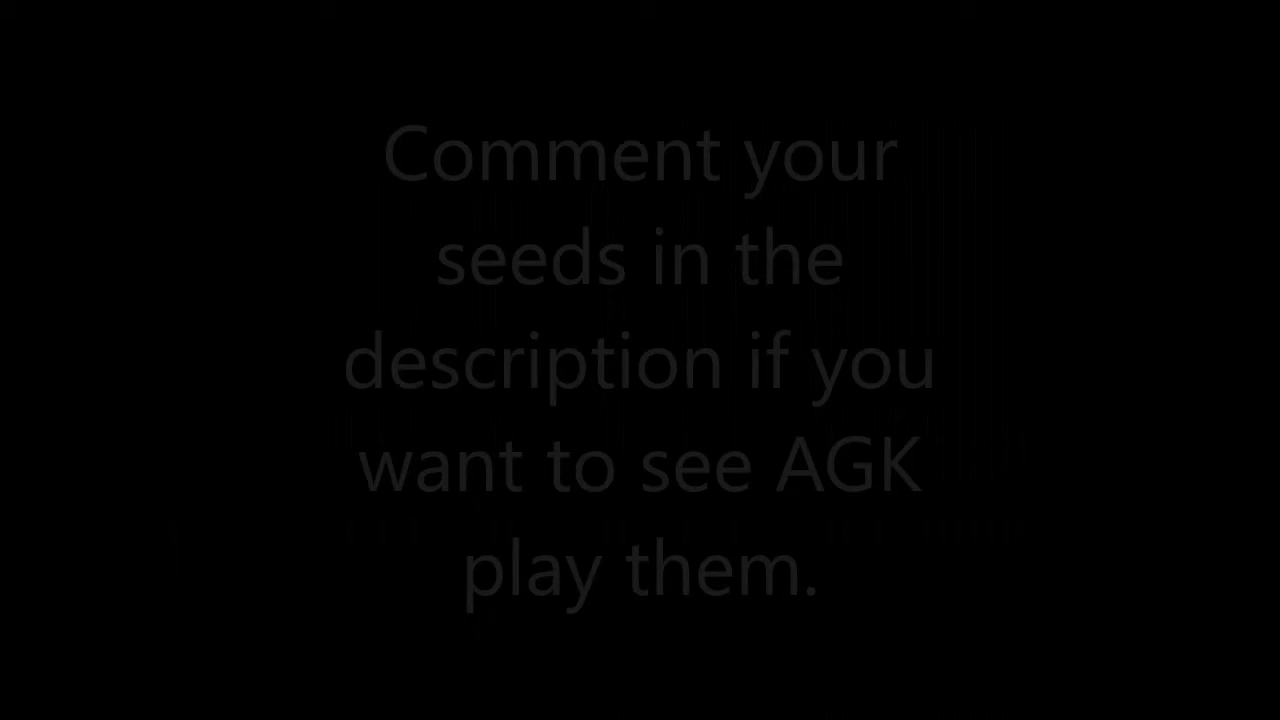 Comment your
seeds in the
description if you
want to see AGK
play them.